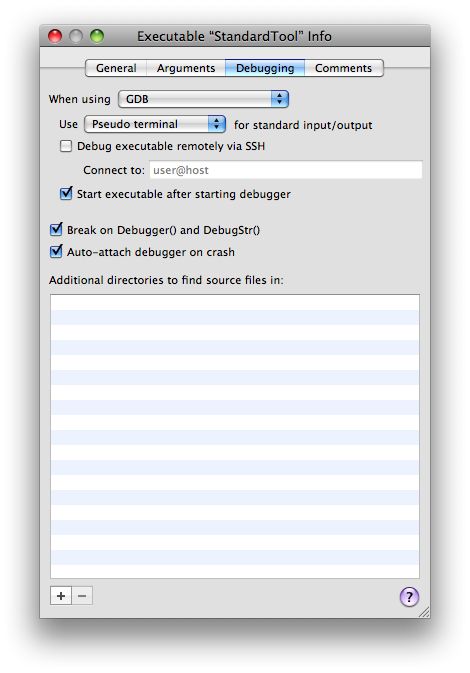 Executable “StandardTool” Info
General Arguments Debugging Comments
When using GDB
Use Pseudo terminal for standard input/output
Debug executable remotely via SSH
Connect to: user@host
Start executable after starting debugger
Break on Debugger() and DebugStr()
Auto-attach debugger on crash
Additional directories to find source files in:
+ −
?